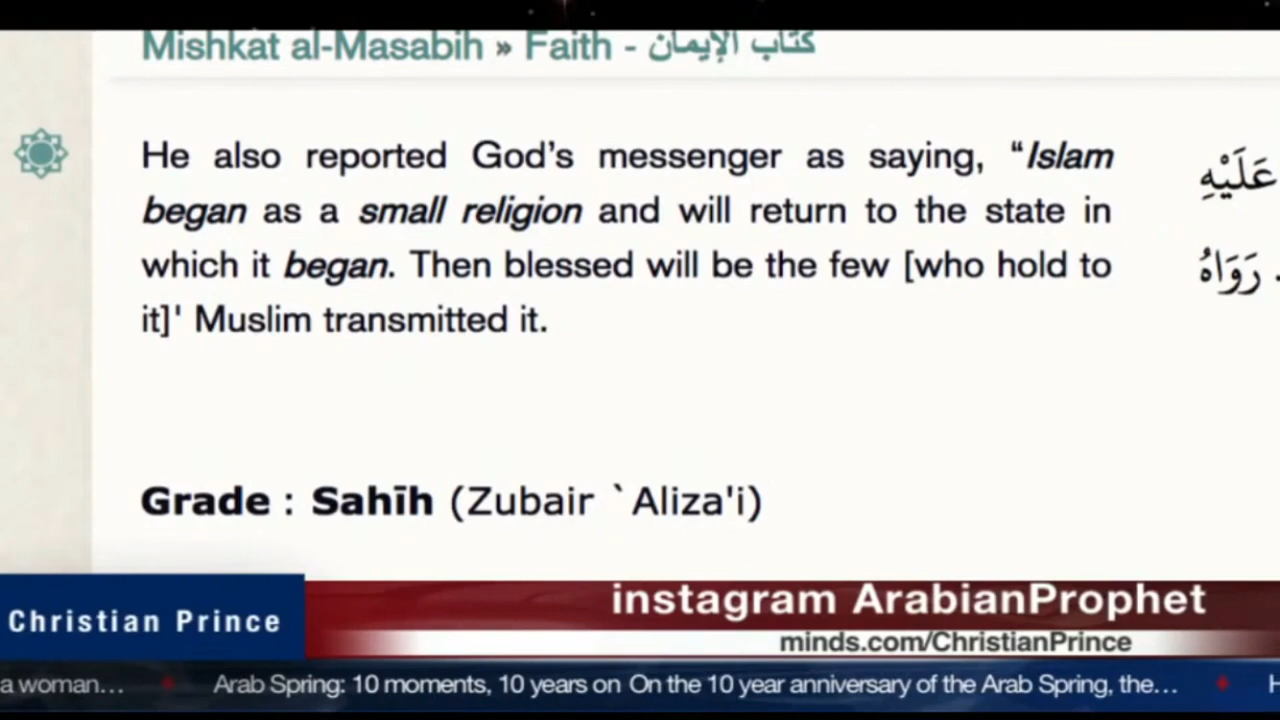 Mishkat al-Masabih » Faith - كتاب الإيمان
He also reported God's messenger as saying, “Islam
began as a small religion and will return to the state in
which it began. Then blessed will be the few [who hold to
it]' Muslim transmitted it.
عَلَيْهِ
رَوَاهُ
Grade : Sahīh (Zubair `Aliza'i)
Christian Prince
instagram ArabianProphet
minds.com/ChristianPrince
a woman… Arab Spring: 10 moments, 10 years on On the 10 year anniversary of the Arab Spring, the… H